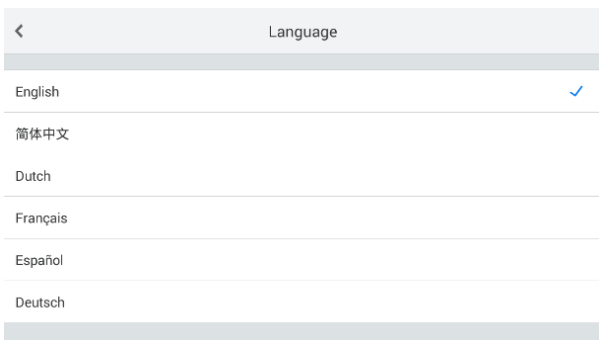 Language
English
简体中文
Dutch
Français
Español
Deutsch